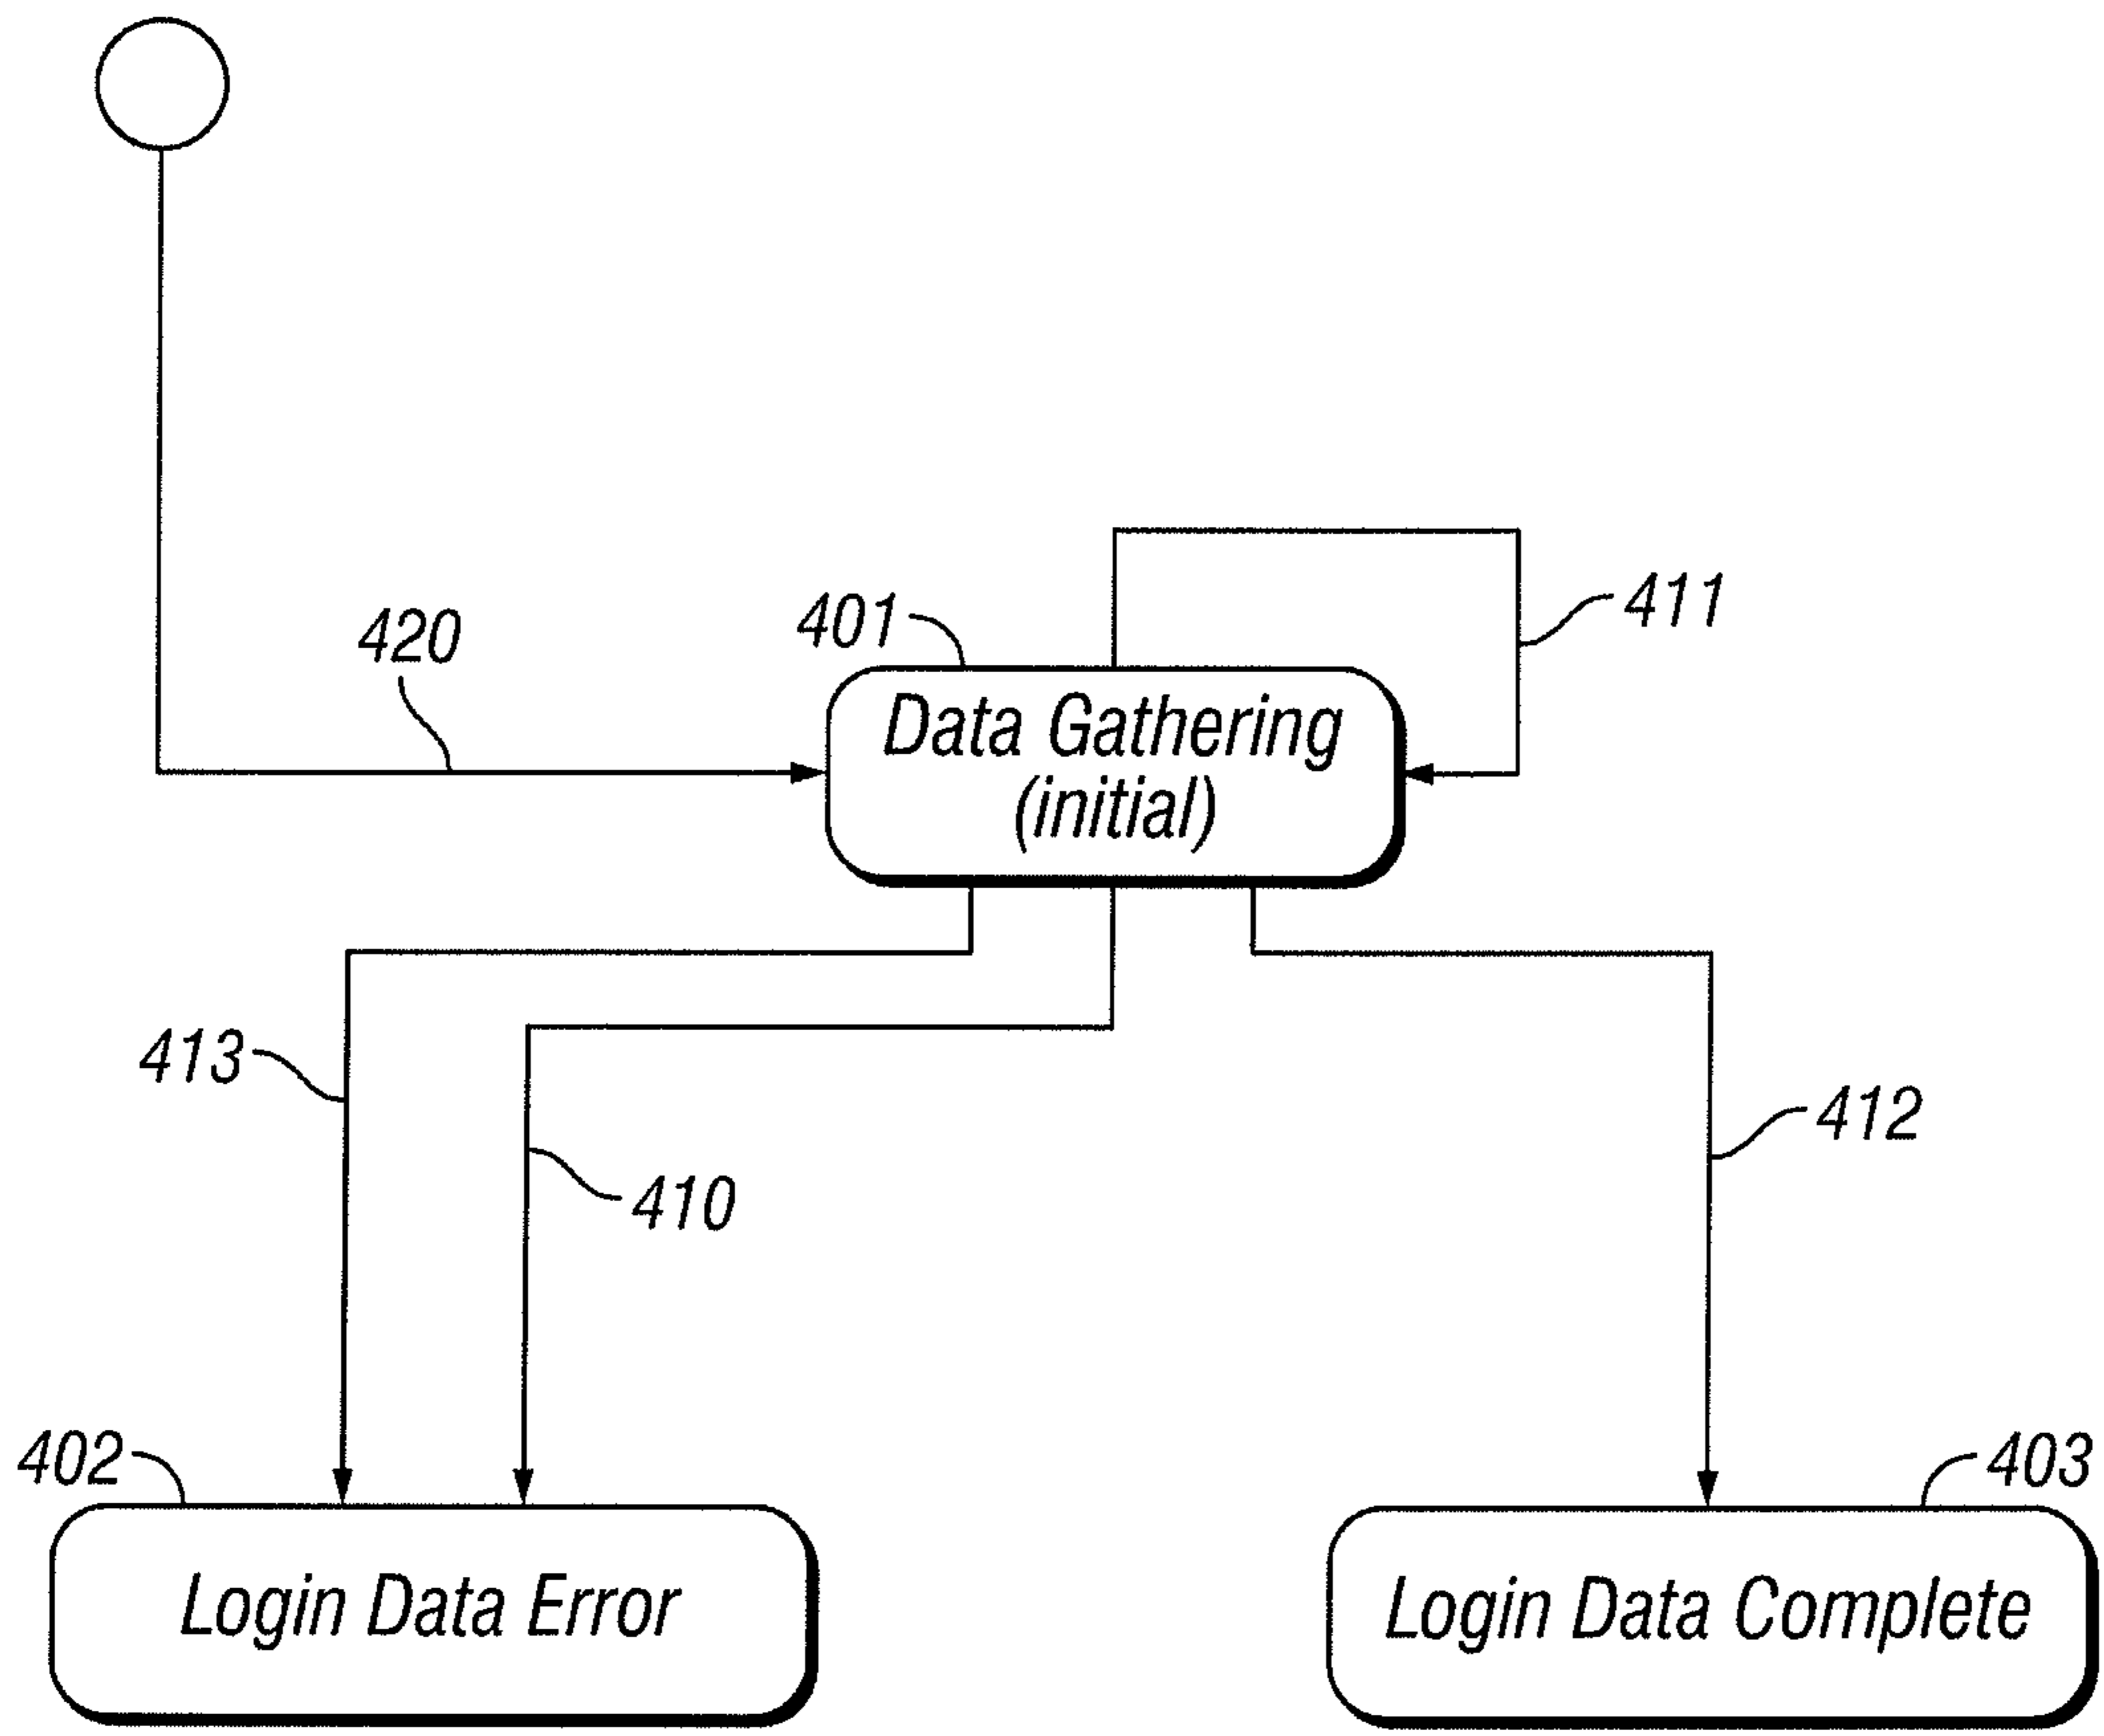 411
401
420
Data Gathering
(initial)
413
412
410
402
403
Login Data Error
Login Data Complete